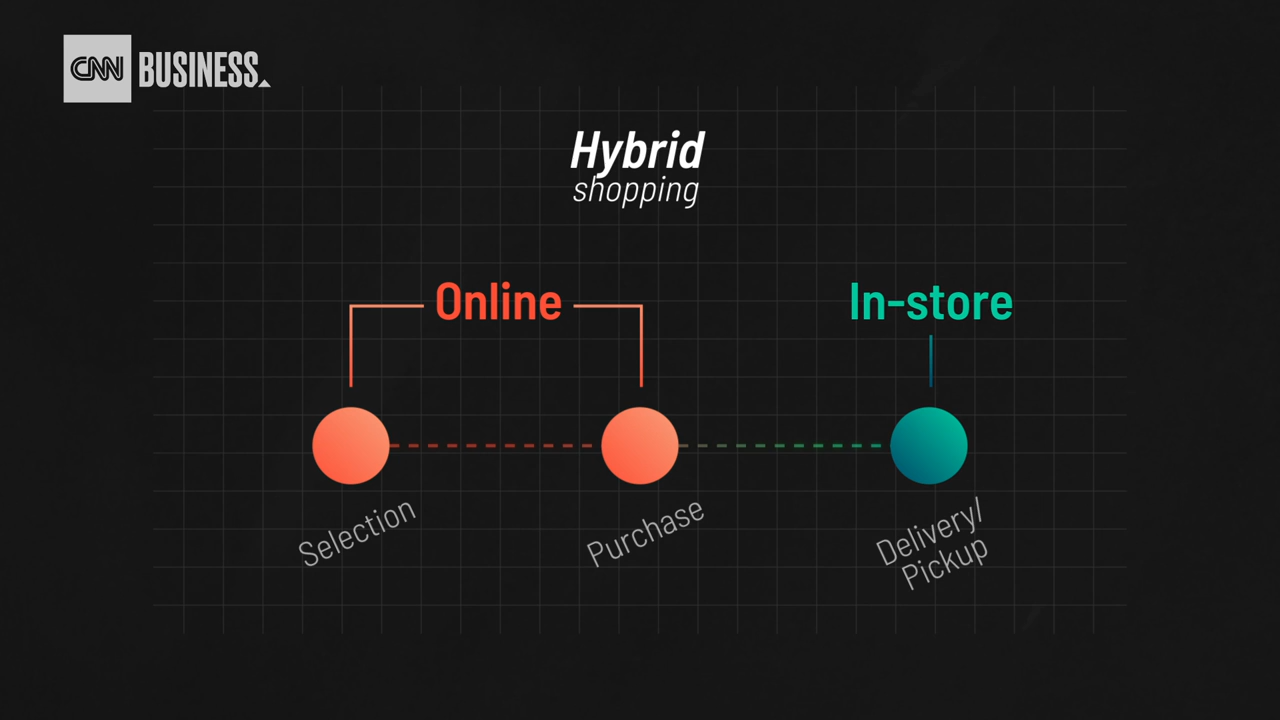 CNN BUSINESS
Hybrid
shopping
Online
In-store
Selection
Purchase
Delivery/
Pickup